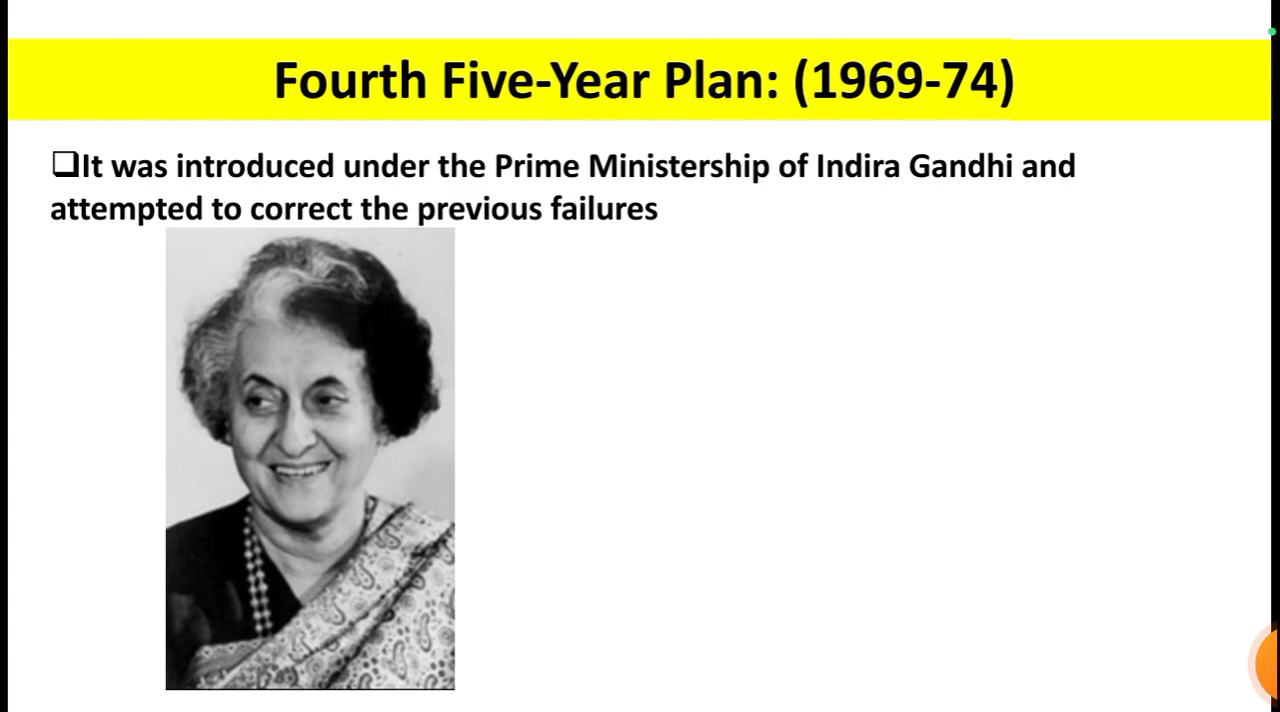 Fourth Five-Year Plan: (1969-74)
❑It was introduced under the Prime Ministership of Indira Gandhi and
attempted to correct the previous failures